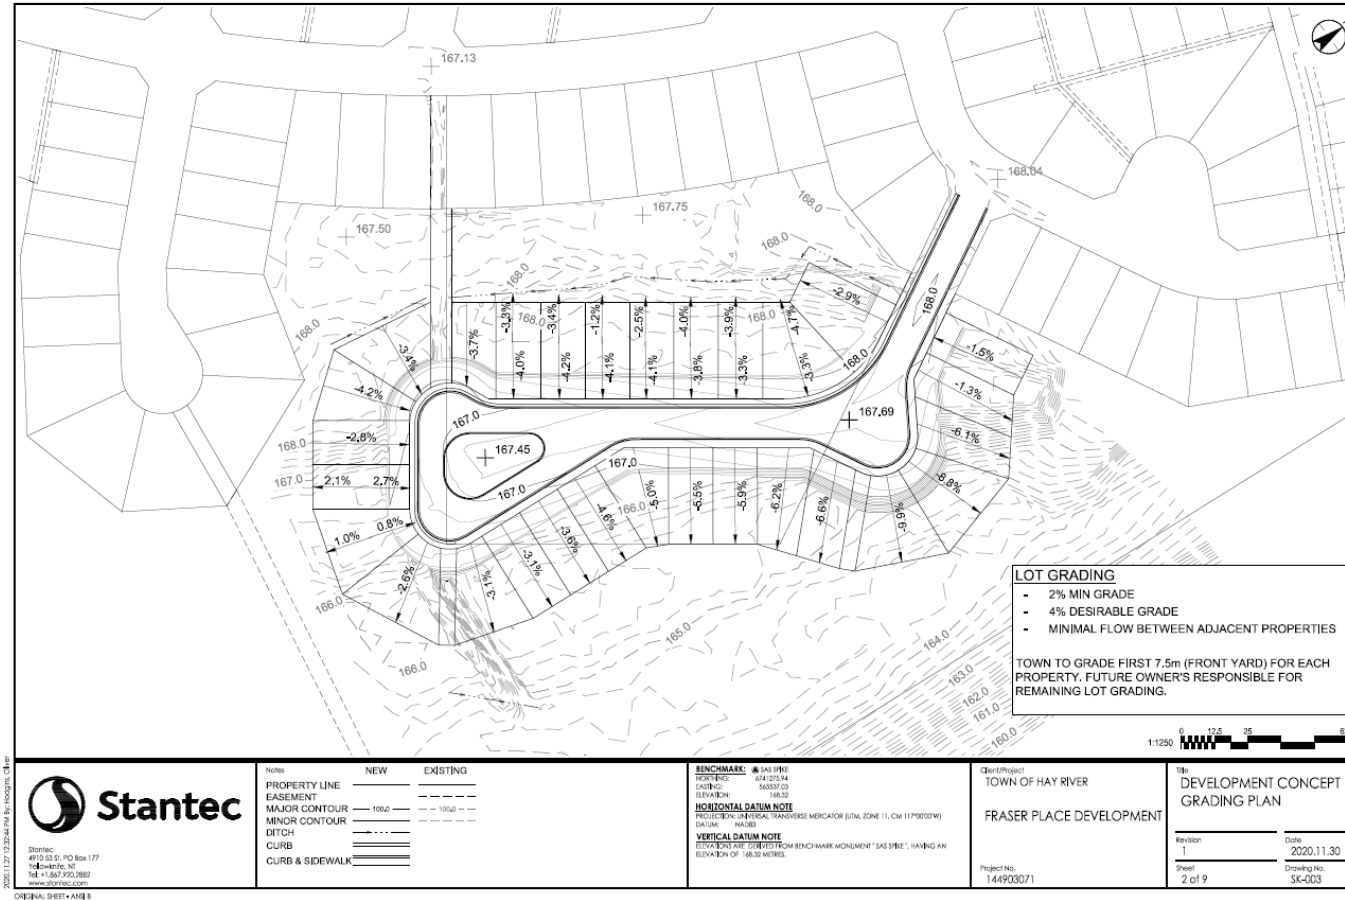 167.13
168.04
167.75
168.0
167.50
168.0
168.0
168.0
-2.9%
168.0
168.0
-3.3%
-3.4%
-1.2%
-2.5%
-4.0%
-3.9%
-4.7%
168.0
168.0
-3.7%
-4.0%
-4.2%
-4.1%
-4.1%
-3.8%
-3.3%
-3.3%
168.0
-3.4%
-4.2%
-1.5%
-1.3%
167.0
167.69
-6.1%
168.0
-2.8%
167.45
167.0
167.0
2.1%
2.7%
167.0
-8.8%
-5.0%
-5.5%
-5.9%
-6.2%
-6.6%
-9.9%
166.0
-4.6%
1.0%
0.8%
-3.6%
-3.1%
-2.6%
-3.1%
166.0
165.0
164.0
166.0
163.0
162.0
161.0
160.0
LOT GRADING
- 2% MIN GRADE
- 4% DESIRABLE GRADE
- MINIMAL FLOW BETWEEN ADJACENT PROPERTIES
TOWN TO GRADE FIRST 7.5m (FRONT YARD) FOR EACH
PROPERTY. FUTURE OWNER'S RESPONSIBLE FOR
REMAINING LOT GRADING.
1:1250
0 12.5 25
Stantec
Stantec
4910 53 St. PO Box 177
Yellowknife, NT
Tel: +1.867.920.2882
www.stantec.com
ORIGINAL SHEET - ANSI B
Notes
NEW EXISTING
PROPERTY LINE
EASEMENT
MAJOR CONTOUR 100.0 100.0
MINOR CONTOUR
DITCH
CURB
CURB & SIDEWALK
BENCHMARK: SAS SPIKE
NORTHING: 6741275.94
EASTING: 565537.03
ELEVATION: 168.32
HORIZONTAL DATUM NOTE
PROJECTION: UNIVERSAL TRANSVERSE MERCATOR (UTM, ZONE 11, CM 117°00'00"W)
DATUM: NAD83
VERTICAL DATUM NOTE
ELEVATIONS ARE DERIVED FROM BENCHMARK MONUMENT "SAS SPIKE", HAVING AN
ELEVATION OF 168.32 METRES.
Client/Project
TOWN OF HAY RIVER
FRASER PLACE DEVELOPMENT
Project No.
144903071
Title
DEVELOPMENT CONCEPT
GRADING PLAN
Revision
1
Date
2020.11.30
Sheet
2 of 9
Drawing No.
SK-003